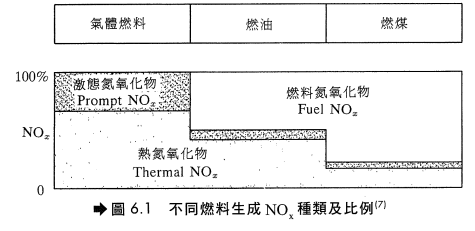 氣體燃料 燃油 燃煤
100%
激態氮氧化物
Prompt NOx
燃料氮氧化物
Fuel NOx
NOx
熱氮氧化物
Thermal NOx
0
➡ 圖 6.1 不同燃料生成 NOx 種類及比例(7)